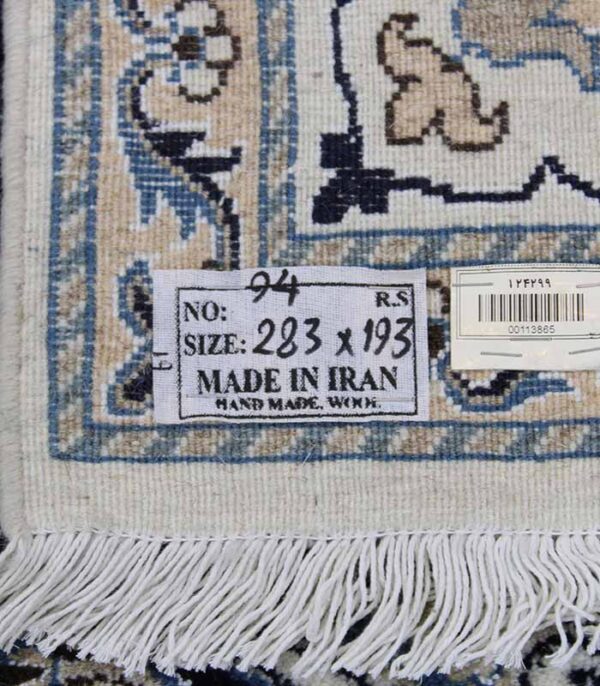 NO: 94 R.S
SIZE: 283 x 193
MADE IN IRAN
HAND MADE, WOOL
۱۲۴۲۹۹
00113865